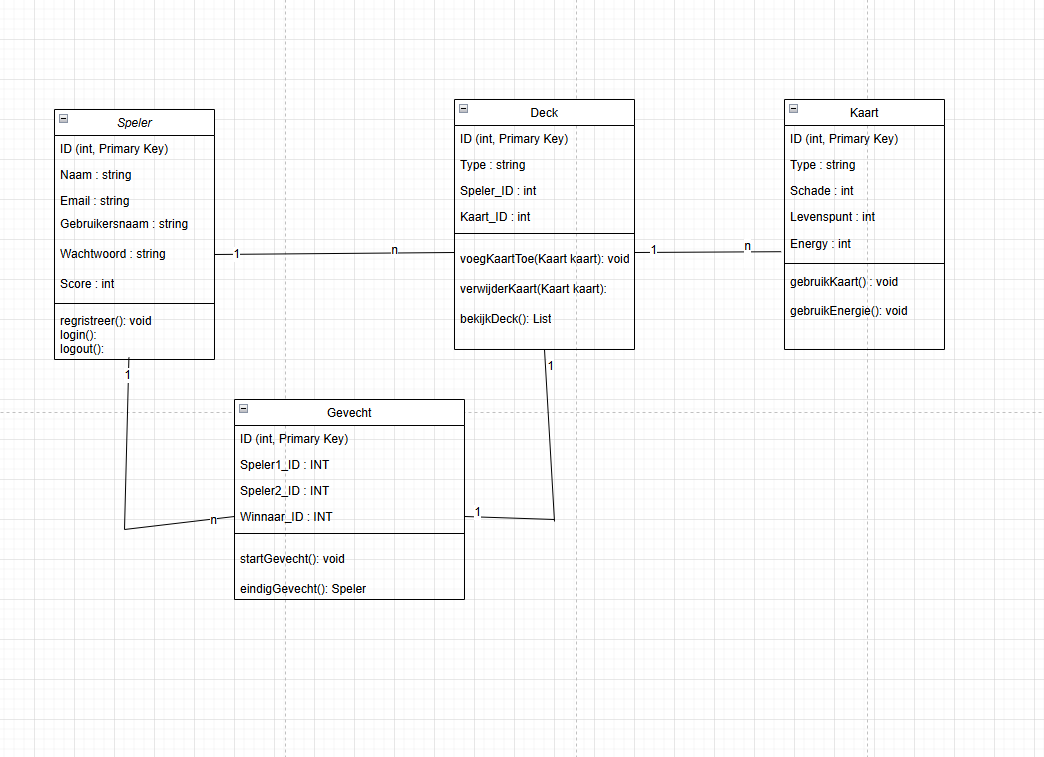 Speler
ID (int, Primary Key)
Naam : string
Email : string
Gebruikersnaam : string
Wachtwoord : string
Score : int
regristreer(): void
login():
logout():
1
n
Deck
ID (int, Primary Key)
Type : string
Speler_ID : int
Kaart_ID : int
voegKaartToe(Kaart kaart): void
verwijderKaart(Kaart kaart):
bekijkDeck(): List
1
n
Kaart
ID (int, Primary Key)
Type : string
Schade : int
Levenspunt : int
Energy : int
gebruikKaart() : void
gebruikEnergie(): void
1
n
Gevecht
ID (int, Primary Key)
Speler1_ID : INT
Speler2_ID : INT
Winnaar_ID : INT
startGevecht(): void
eindigGevecht(): Speler
1
1